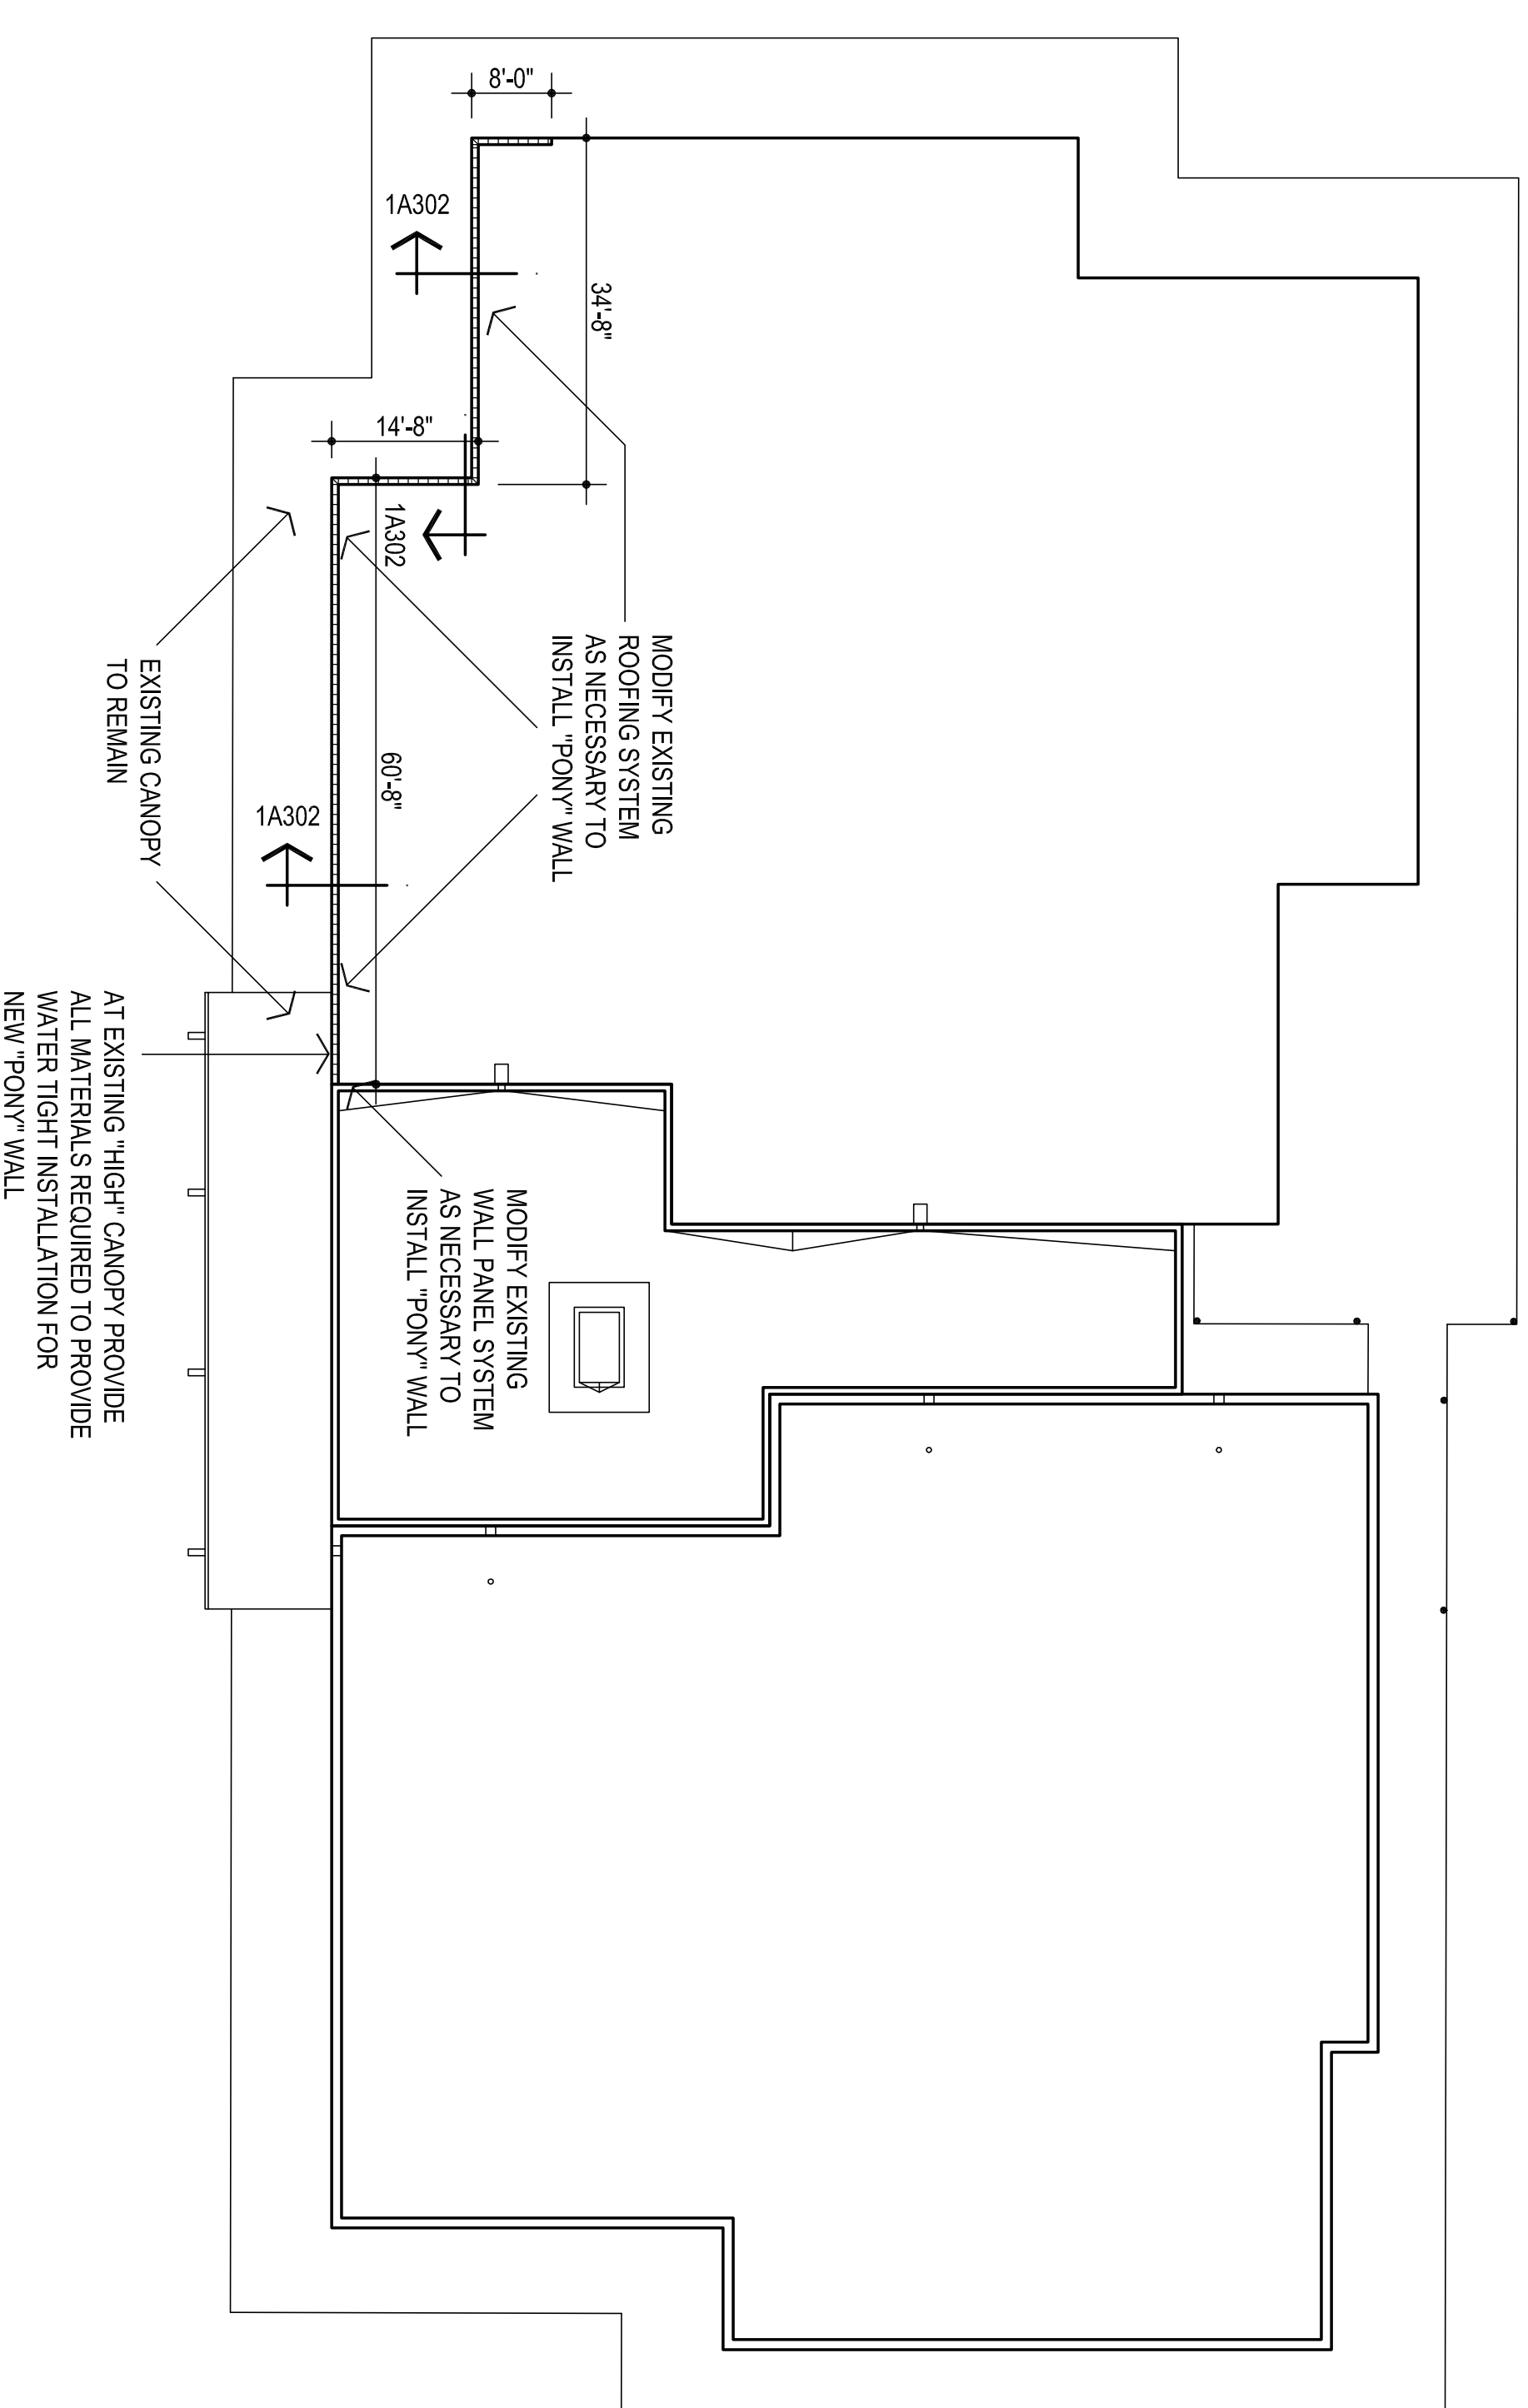 8'-0"
1A302
34'-8"
14'-8"
1A302
MODIFY EXISTING
ROOFING SYSTEM
AS NECESSARY TO
INSTALL "PONY" WALL
EXISTING CANOPY
TO REMAIN
60'-8"
1A302
AT EXISTING "HIGH" CANOPY PROVIDE
ALL MATERIALS REQUIRED TO PROVIDE
WATER TIGHT INSTALLATION FOR
NEW "PONY" WALL
MODIFY EXISTING
WALL PANEL SYSTEM
AS NECESSARY TO
INSTALL "PONY" WALL